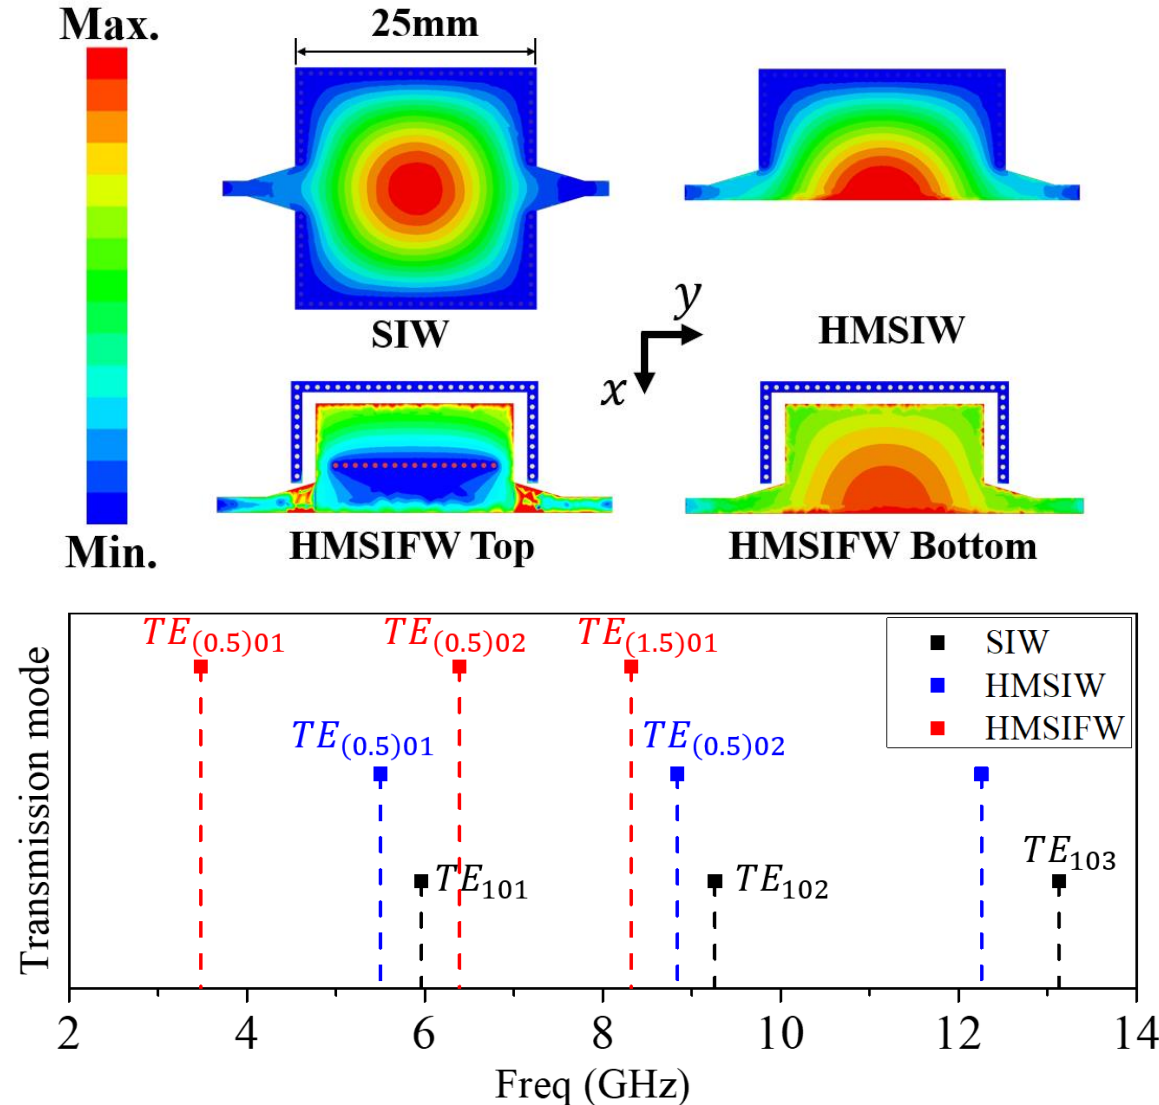 Max.
25mm
SIW
HMSIW
y
x
HMSIFW Top
HMSIFW Bottom
Min.
TE(0.5)01
TE(0.5)02
TE(1.5)01
SIW
HMSIW
HMSIFW
TE(0.5)01
TE(0.5)02
TE101
TE102
TE103
Transmission mode
2 4 6 8 10 12 14
Freq (GHz)